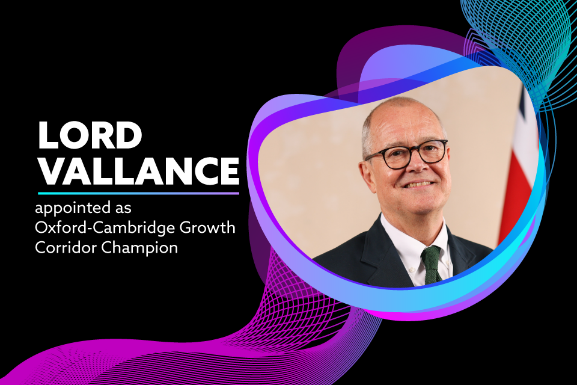 LORD
VALLANCE
appointed as
Oxford-Cambridge Growth
Corridor Champion